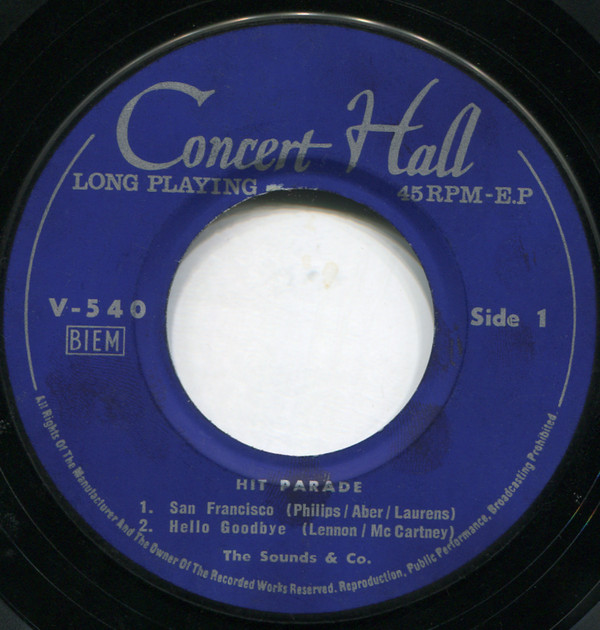 Concert Hall
LONG PLAYING 45 RPM-E.P
V-540
BIEM
Side 1
HIT PARADE
1. San Francisco (Philips / Aber / Laurens)
2. Hello Goodbye (Lennon / Mc Cartney)
The Sounds & Co.
All Rights Of The Manufacturer And The Owner Of The Recorded Works Reserved. Reproduction, Public Performance, Broadcasting Prohibited.